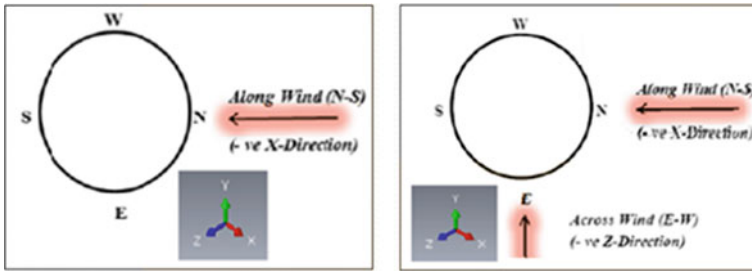 W
S
Along Wind (N-S)
N
(- ve X-Direction)
E
Y
Z X
W
Along Wind (N-S)
S
N
(- ve X-Direction)
E
Y
Z X
Across Wind (E-W)
(- ve Z-Direction)